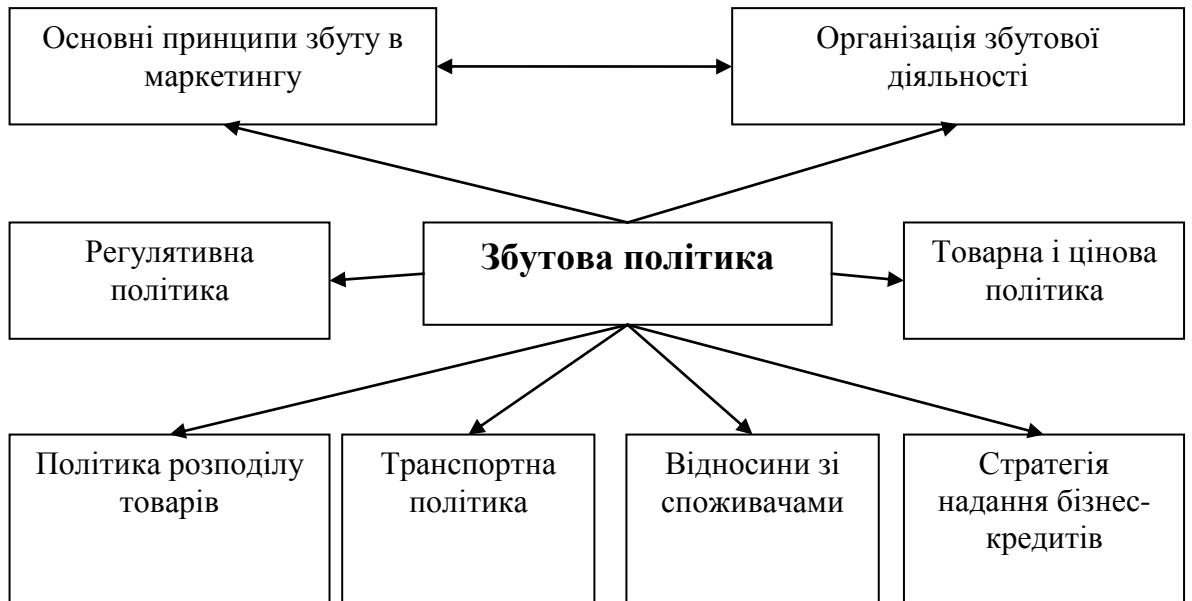 Основні принципи збуту в
маркетингу
Організація збутової
діяльності
Регулятивна
політика
Збутова політика
Товарна і цінова
політика
Політика розподілу
товарів
Транспортна
політика
Відносини зі
споживачами
Стратегія
надання бізнес-
кредитів